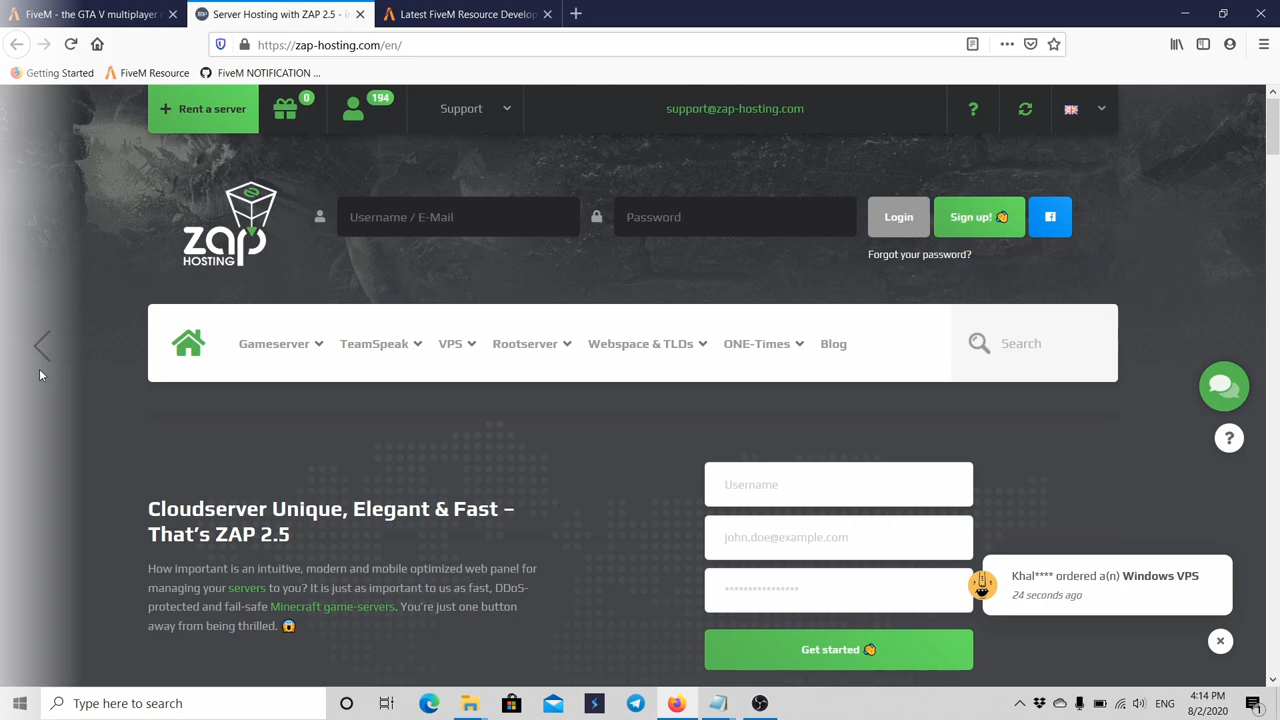 FiveM - the GTA V multiplayer
Server Hosting with ZAP 2.5 - i
Latest FiveM Resource Develop
https://zap-hosting.com/en/
Getting Started
FiveM Resource
FiveM NOTIFICATION ...
Rent a server
0
194
Support
support@zap-hosting.com
?
zap
HOSTING
Username / E-Mail
Password
Login
Sign up!
Forgot your password?
Gameserver
TeamSpeak
VPS
Rootserver
Webspace & TLDs
ONE-Times
Blog
Search
?
Cloudserver Unique, Elegant & Fast –
That's ZAP 2.5
How important is an intuitive, modern and mobile optimized web panel for
managing your servers to you? It is just as important to us as fast, DDoS-
protected and fail-safe Minecraft game-servers. You're just one button
away from being thrilled.
Username
john.doe@example.com
****************
Get started
Khal**** ordered a(n) Windows VPS
24 seconds ago
Type here to search
ENG
4:14 PM
8/2/2020
1